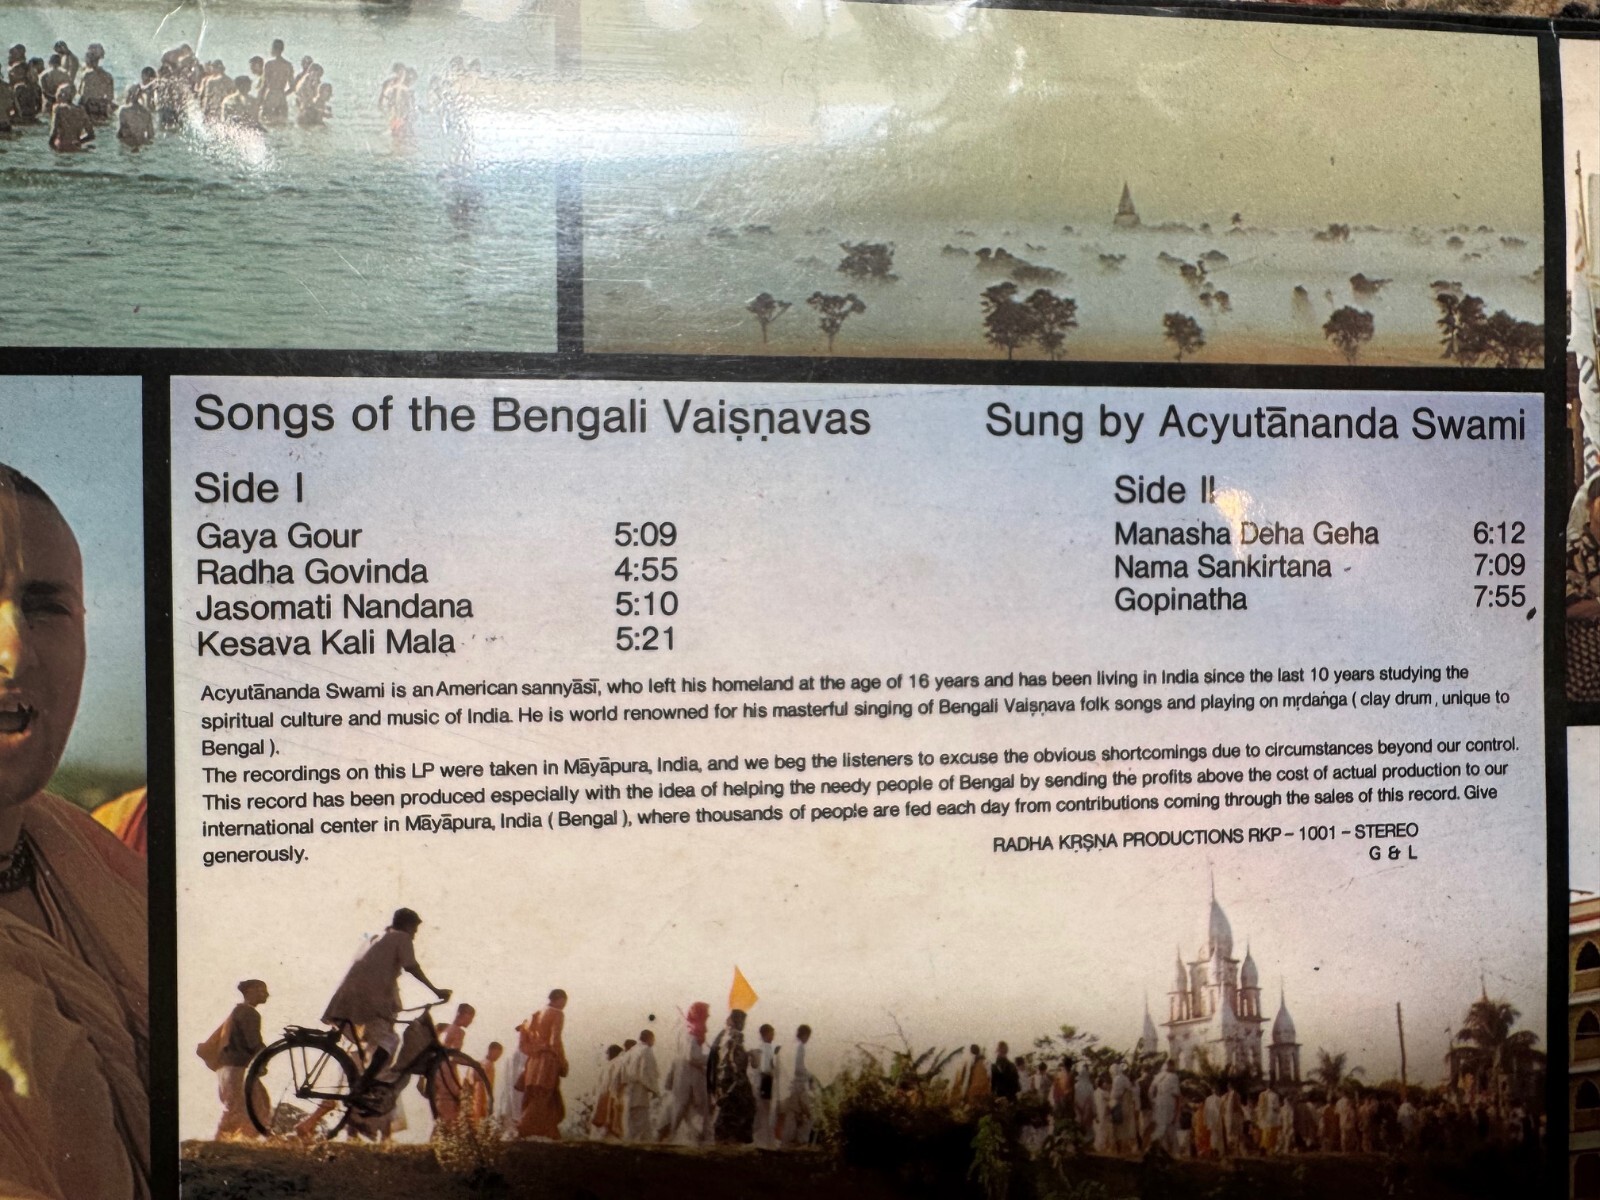 Songs of the Bengali Vaiṣṇavas
Sung by Acyutānanda Swami
Side I
Gaya Gour 5:09
Radha Govinda 4:55
Jasomati Nandana 5:10
Kesava Kali Mala 5:21
Side II
Manasha Deha Geha 6:12
Nama Sankirtana 7:09
Gopinatha 7:55
Acyutānanda Swami is an American sannyāsī, who left his homeland at the age of 16 years and has been living in India since the last 10 years studying the
spiritual culture and music of India. He is world renowned for his masterful singing of Bengali Vaiṣṇava folk songs and playing on mṛdaṅga ( clay drum , unique to
Bengal ).
The recordings on this LP were taken in Māyāpura, India, and we beg the listeners to excuse the obvious shortcomings due to circumstances beyond our control.
This record has been produced especially with the idea of helping the needy people of Bengal by sending the profits above the cost of actual production to our
international center in Māyāpura, India ( Bengal ), where thousands of people are fed each day from contributions coming through the sales of this record. Give
generously.
RADHA KṚṢṆA PRODUCTIONS RKP – 1001 – STEREO
G & L